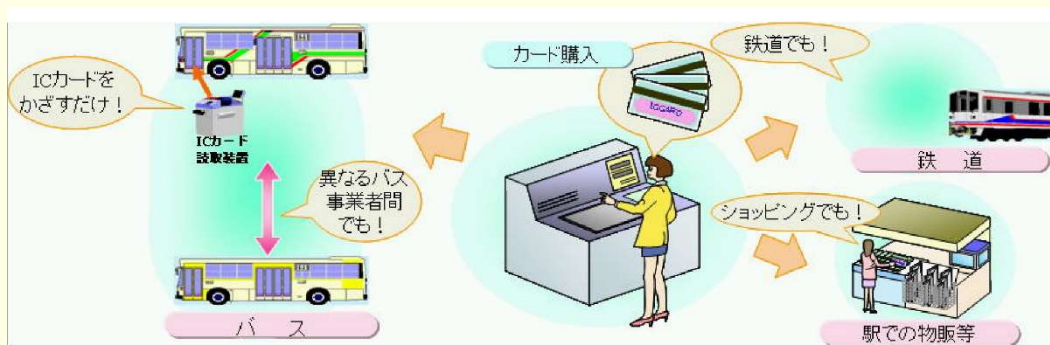 ICカードを
かざすだけ！
ICカード
読取装置
異なるバス
事業者間
でも！
バ　ス
カード購入
ICCARD
鉄道でも！
鉄　道
ショッピングでも！
駅での物販等